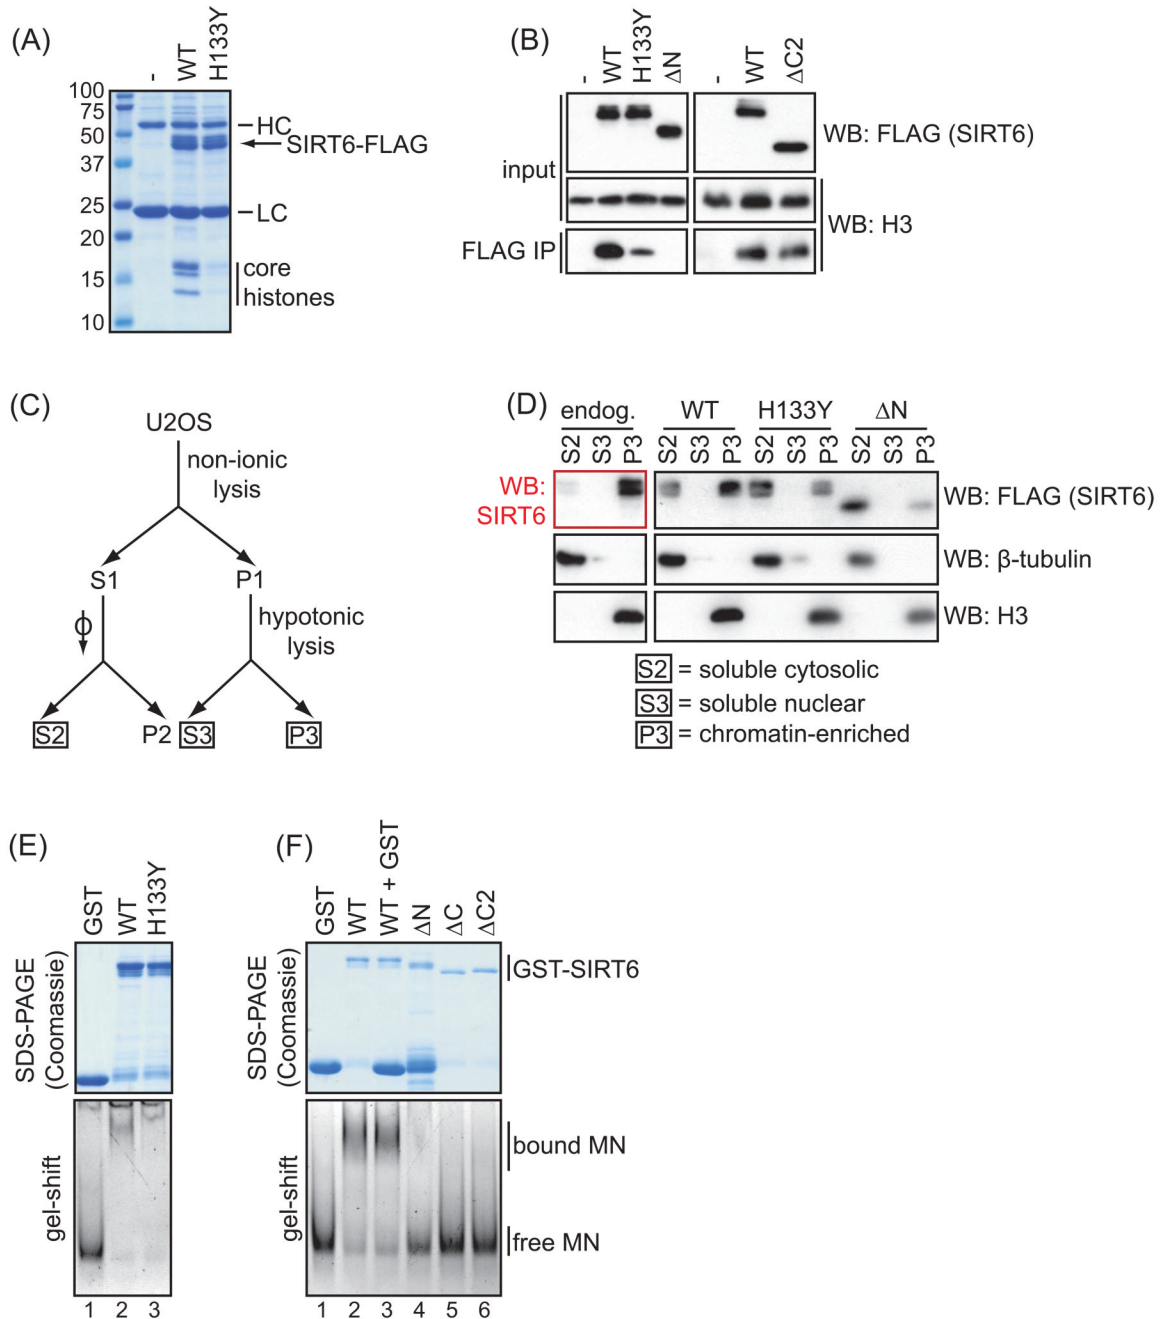 (A)
-
WT
H133Y
100
75
50
37
25
20
15
10
HC
SIRT6-FLAG
LC
core
histones
(B)
-
WT
H133Y
ΔN
-
WT
ΔC2
input
FLAG IP
WB: FLAG (SIRT6)
WB: H3
(C)
U2OS
non-ionic
lysis
S1
P1
ϕ
hypotonic
lysis
S2
P2
S3
P3
(D)
endog.
WT
H133Y
ΔN
S2
S3
P3
S2
S3
P3
S2
S3
P3
S2
S3
P3
WB:
SIRT6
WB: FLAG (SIRT6)
WB: β-tubulin
WB: H3
S2 = soluble cytosolic
S3 = soluble nuclear
P3 = chromatin-enriched
(E)
GST
WT
H133Y
SDS-PAGE
(Coomassie)
gel-shift
1 2 3
(F)
GST
WT
WT + GST
ΔN
ΔC
ΔC2
SDS-PAGE
(Coomassie)
GST-SIRT6
gel-shift
bound MN
free MN
1 2 3 4 5 6